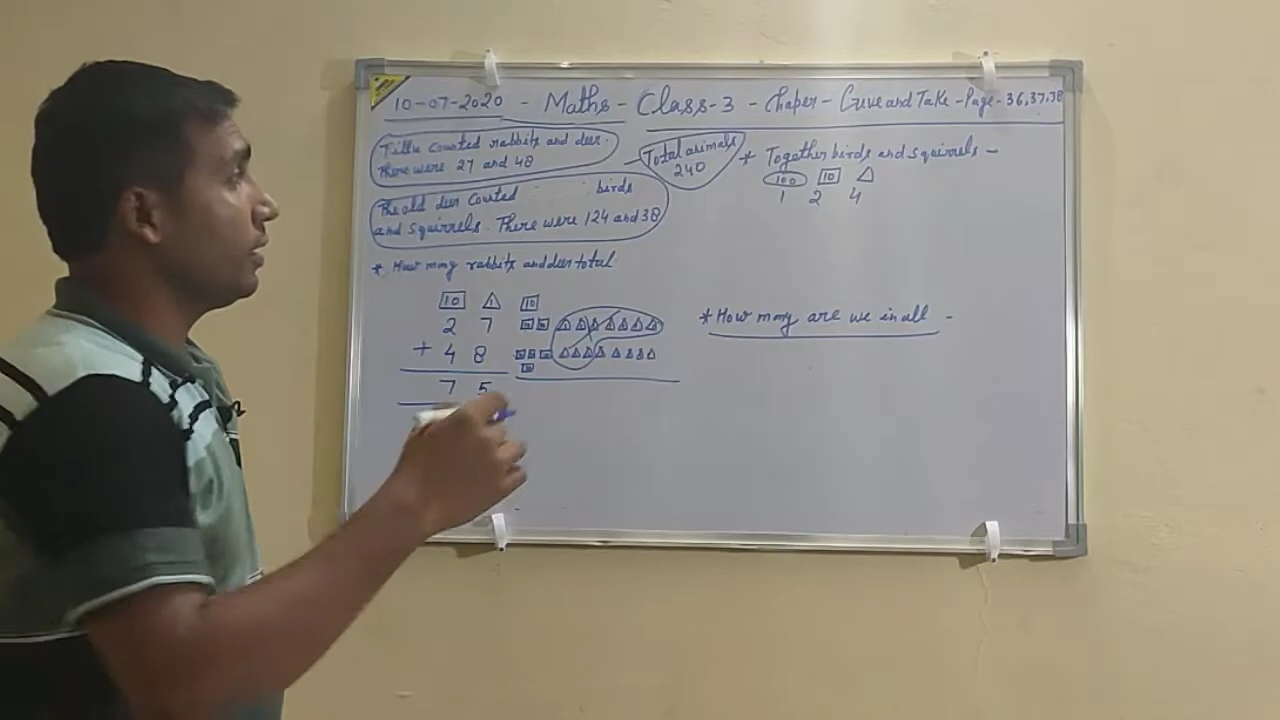 10-07-2020 - Maths - Class-3 - Chaper - Give and Take - Page - 36,37,38
Tillu counted rabbits and deer.
There were 27 and 48
Total animals
240
The old deer couted birds
and squirrels. There were 124 and 38
* Together birds and squirrels -
100 10 1
1 2 4
* How many rabbits and deer total
10 1 10
2 7
+ 4 8
7 5
* How many are we in all -